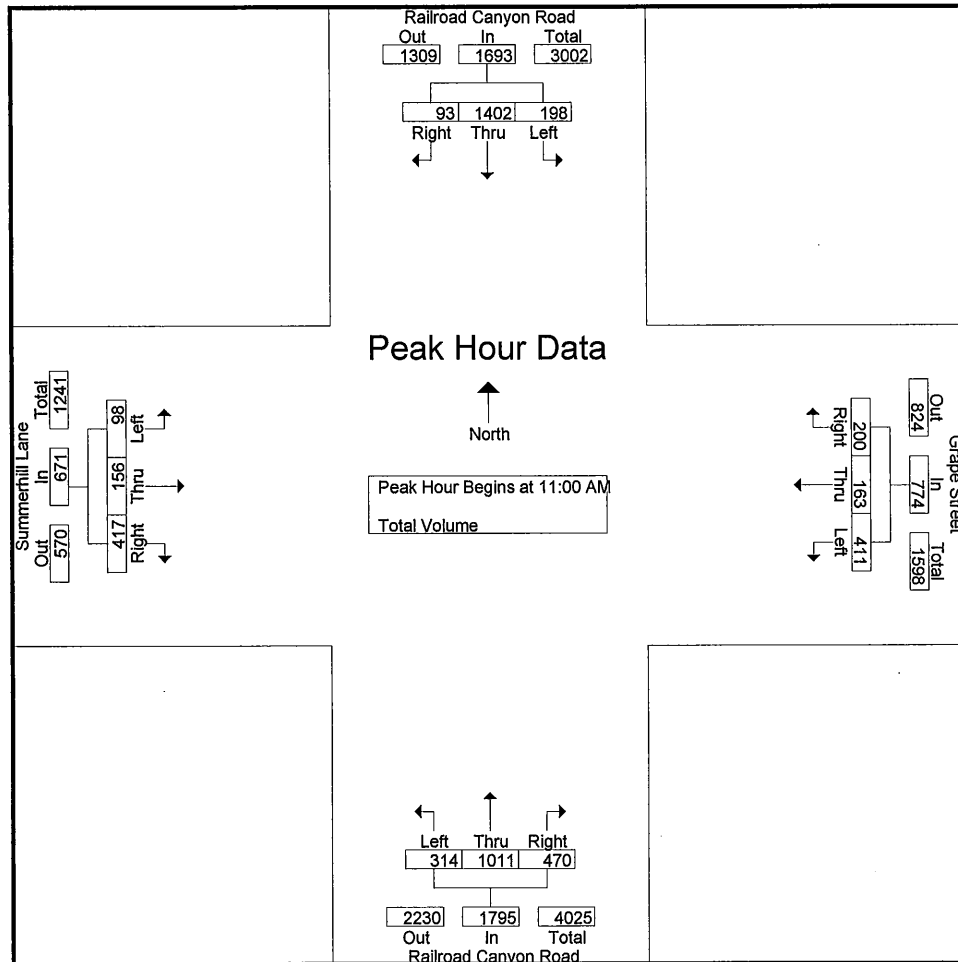 Railroad Canyon Road
Out In Total
1309 1693 3002
93 1402 198
Right Thru Left
Peak Hour Data
North
Peak Hour Begins at 11:00 AM
Total Volume
Summerhill Lane
Out In Total
570 671 1241
417 156 98
Right Thru Left
Grape Street
Out In Total
824 774 1598
200 163 411
Right Thru Left
Left Thru Right
314 1011 470
2230 1795 4025
Out In Total
Railroad Canyon Road